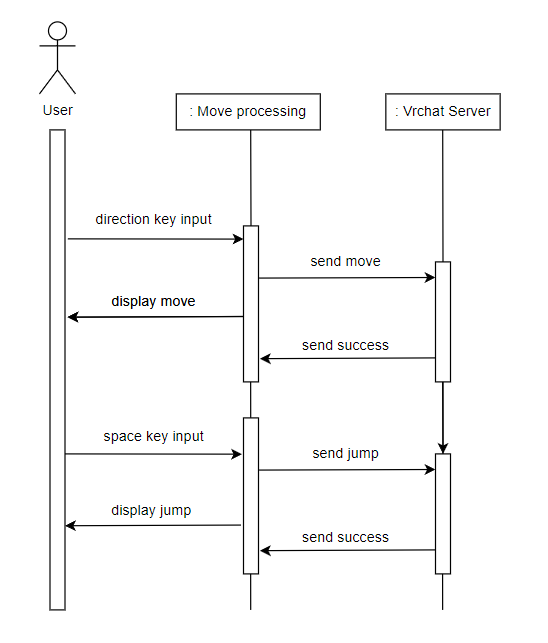 User
: Move processing
: Vrchat Server
direction key input
send move
display move
send success
space key input
send jump
display jump
send success